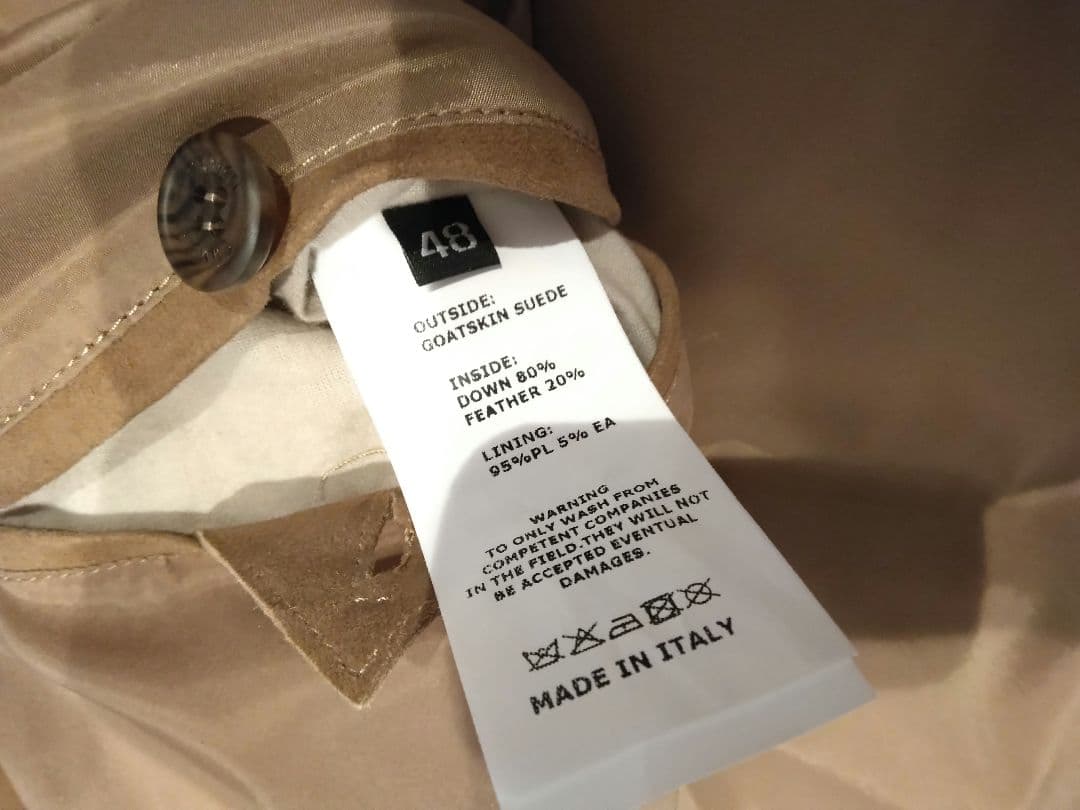 48
OUTSIDE:
GOATSKIN SUEDE
INSIDE:
DOWN 80%
FEATHER 20%
LINING:
95%PL 5% EA
WARNING
TO ONLY WASH FROM
COMPETENT COMPANIES
IN THE FIELD.THEY WILL NOT
BE ACCEPTED EVENTUAL
DAMAGES.
MADE IN ITALY